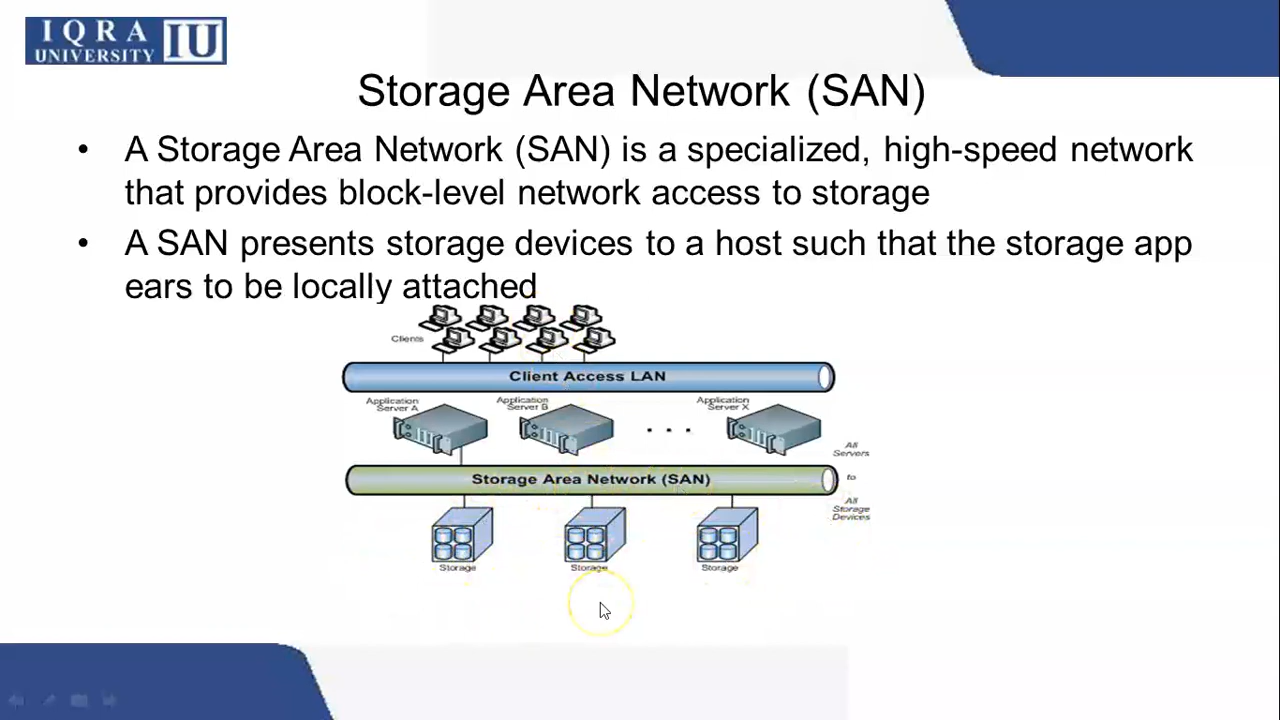 IQRA
UNIVERSITY IU
Storage Area Network (SAN)
• A Storage Area Network (SAN) is a specialized, high-speed network
that provides block-level network access to storage
• A SAN presents storage devices to a host such that the storage app
ears to be locally attached
Clients
Client Access LAN
Application
Server A
Application
Server B
. . .
Application
Server X
All
Servers
to
All
Storage
Devices
Storage Area Network (SAN)
Storage
Storage
Storage